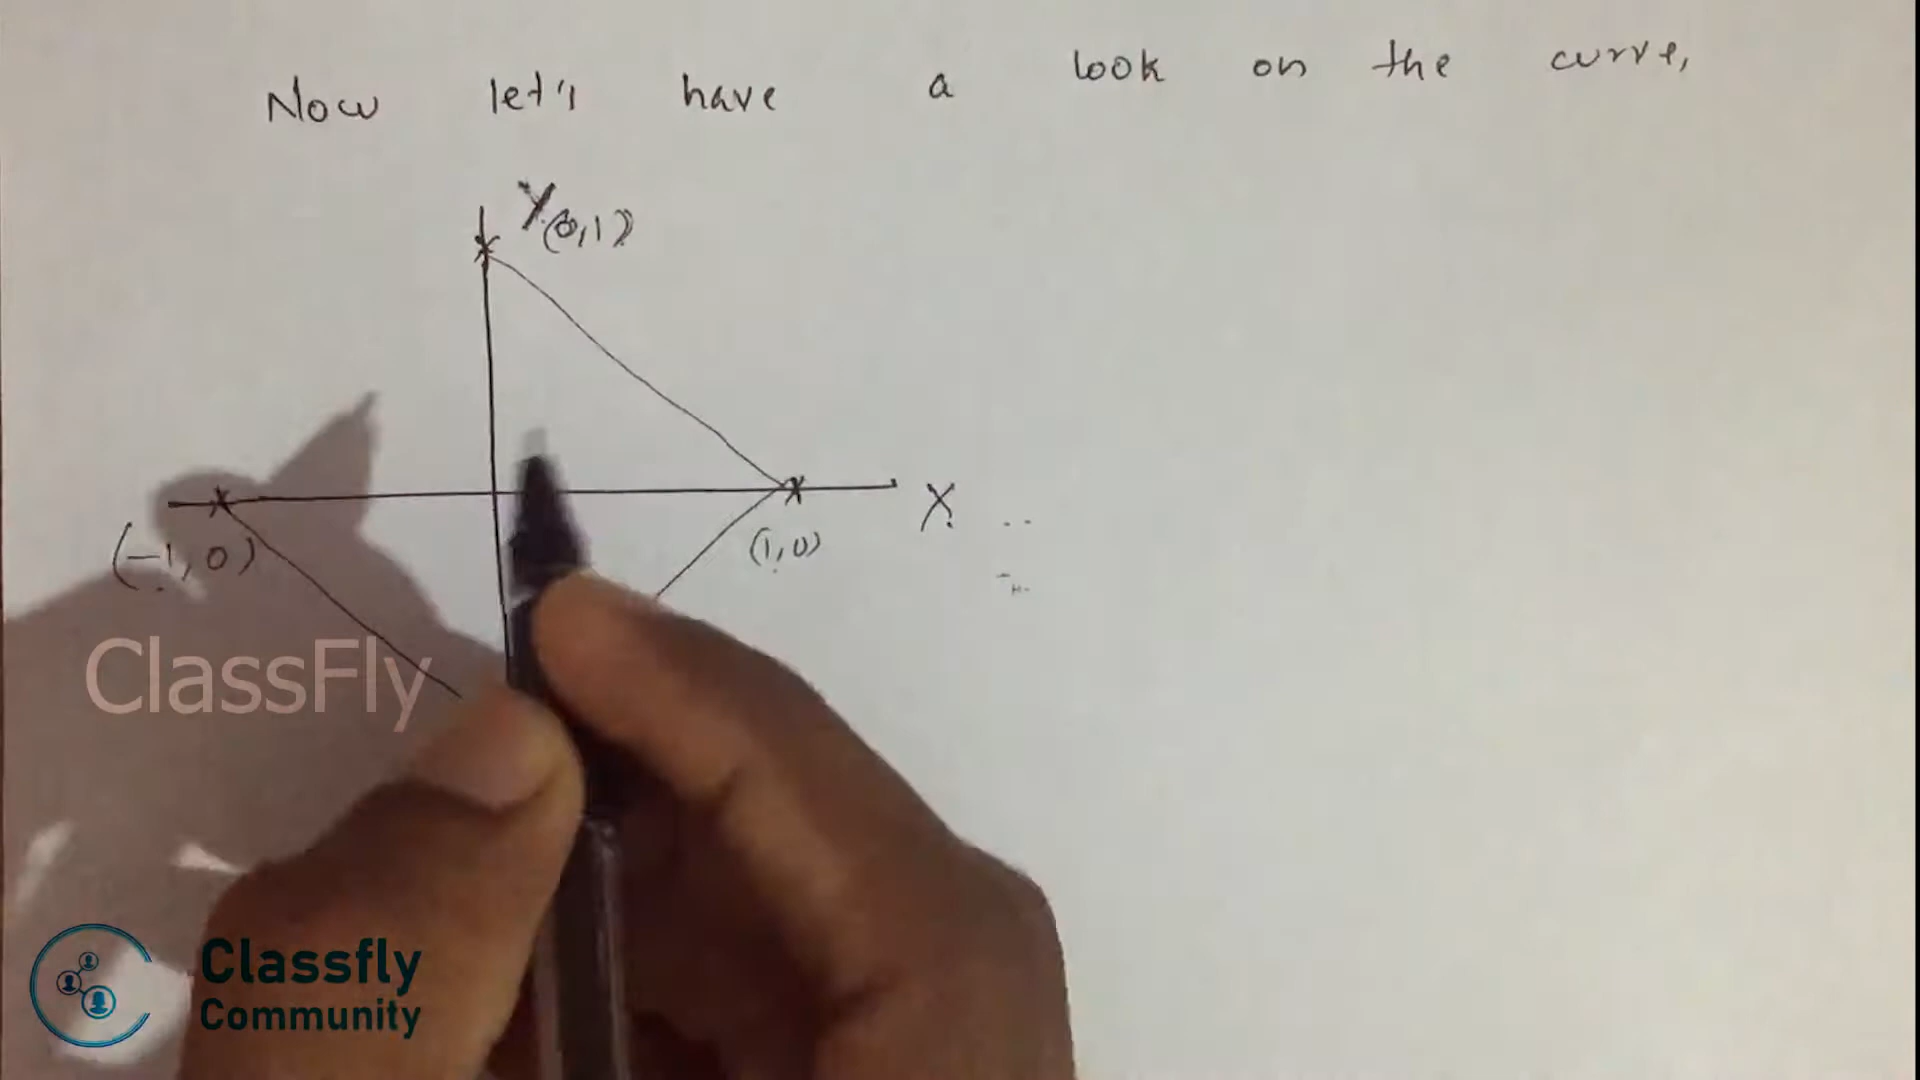 Now let's have a look on the curve,
Y
(0,1)
X
(-1,0)
(1,0)
ClassFly
Classfly
Community